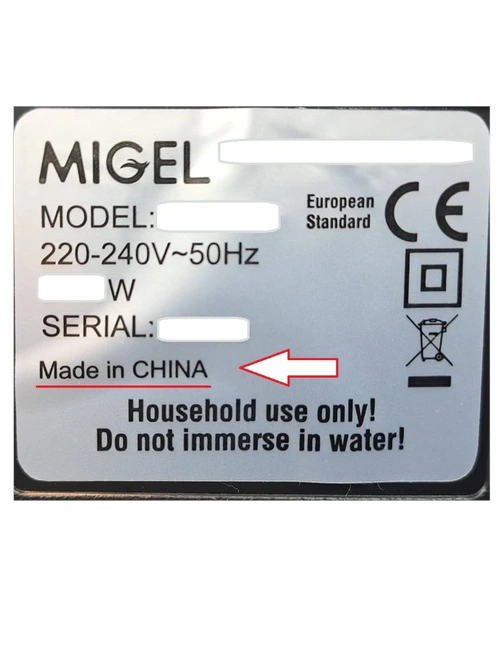 MIGEL
MODEL:
European
Standard
CE
220-240V~50Hz
W
SERIAL:
Made in CHINA
Household use only!
Do not immerse in water!